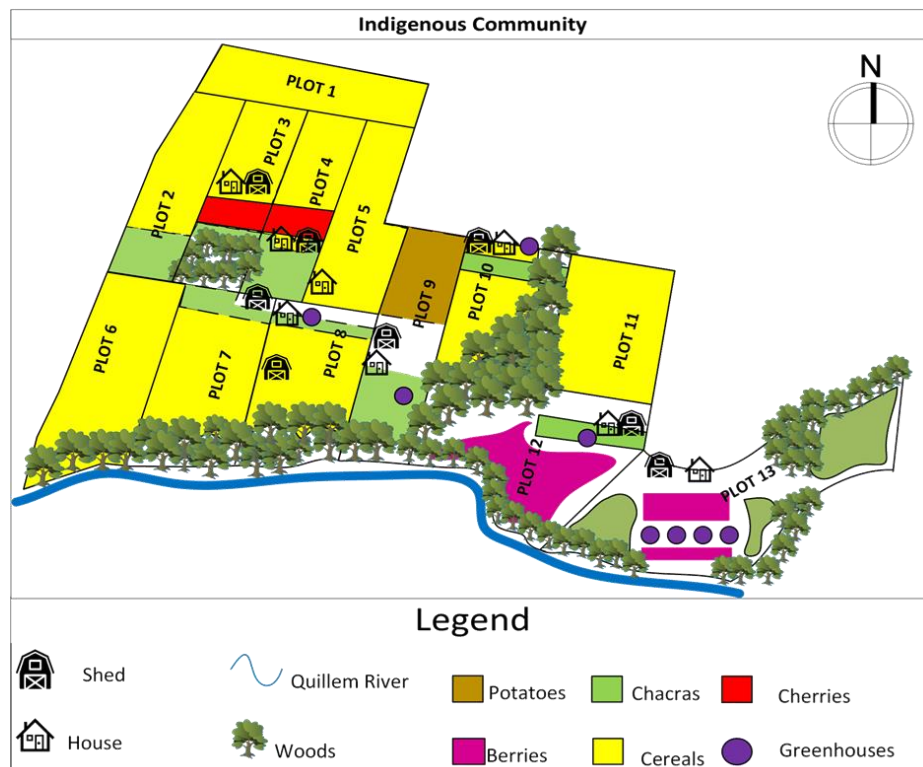 Indigenous Community
N
PLOT 1
PLOT 2
PLOT 3
PLOT 4
PLOT 5
PLOT 6
PLOT 7
PLOT 8
PLOT 9
PLOT 10
PLOT 11
PLOT 12
PLOT 13
Legend
Shed
Quillem River
Potatoes
Chacras
Cherries
House
Woods
Berries
Cereals
Greenhouses